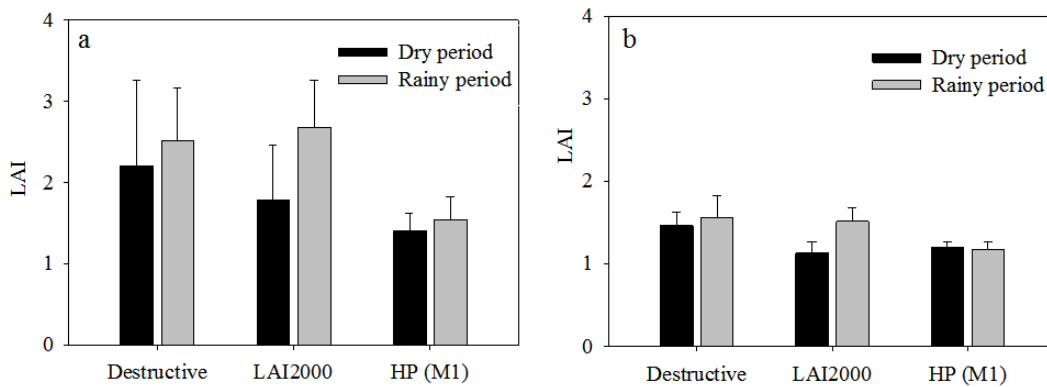 a
Dry period
Rainy period
LAI
4
3
2
1
0
Destructive LAI2000 HP (M1)
b
Dry period
Rainy period
LAI
4
3
2
1
0
Destructive LAI2000 HP (M1)